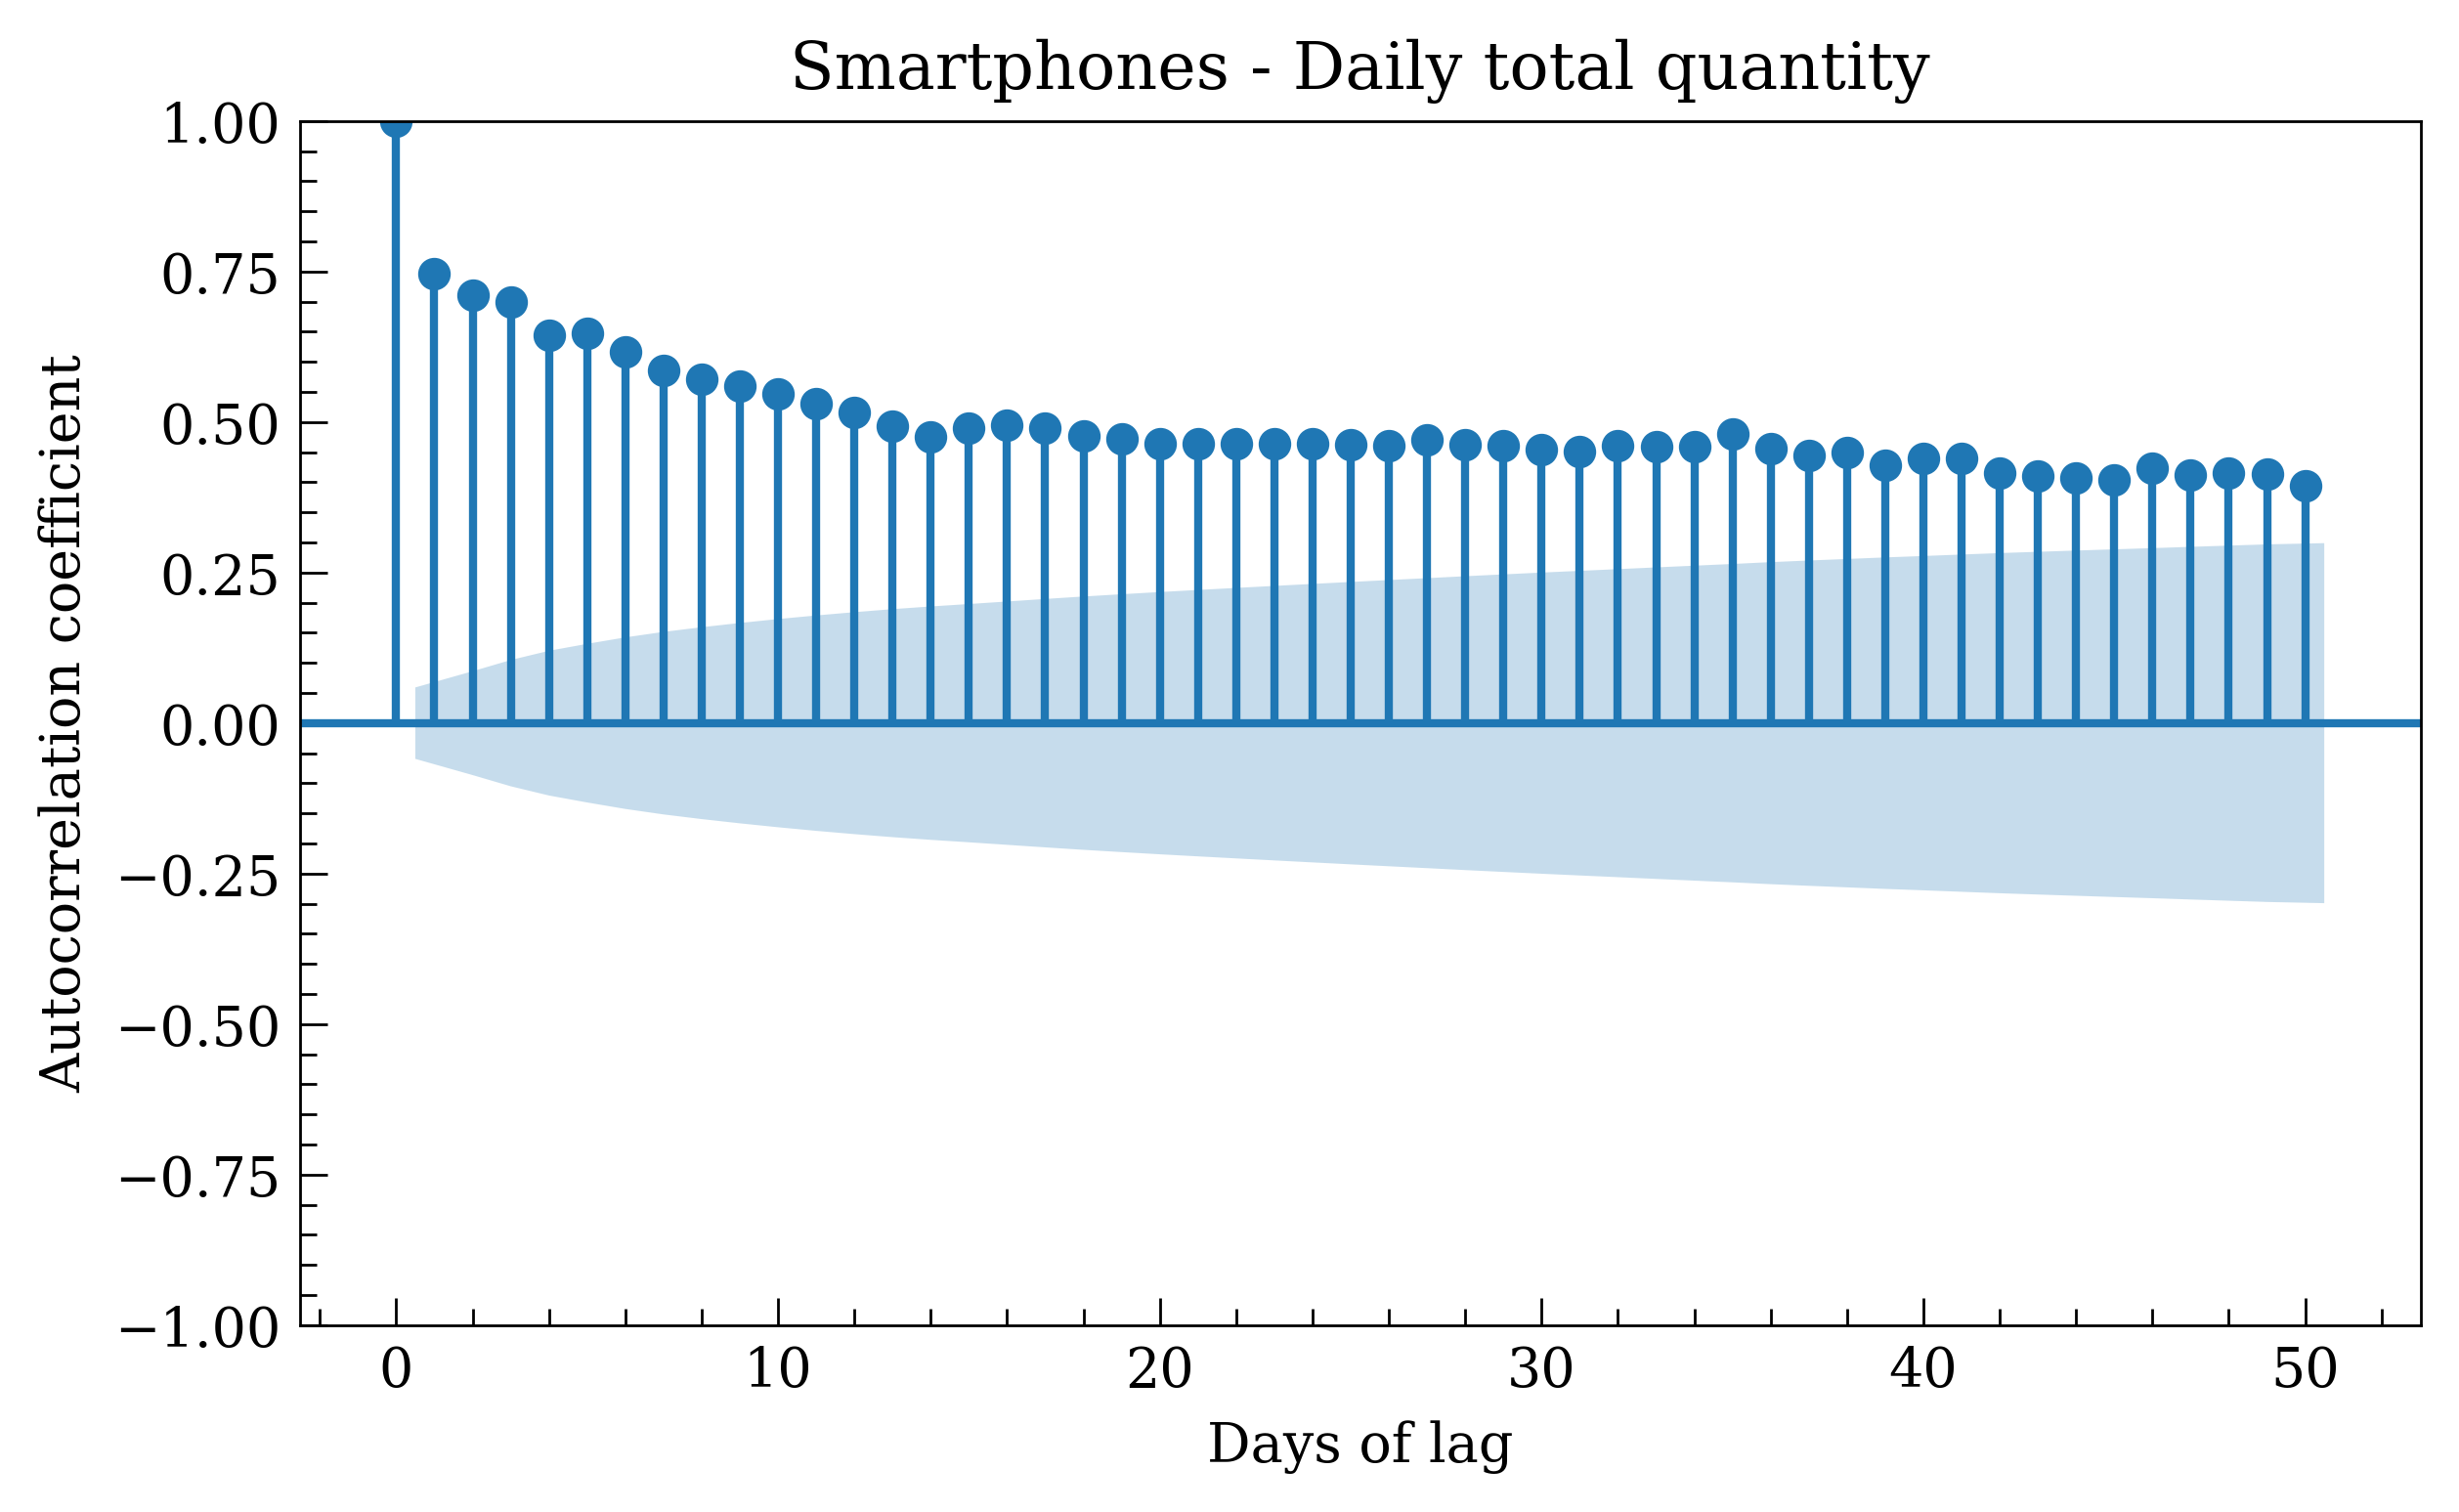 Smartphones - Daily total quantity
Autocorrelation coefficient
1.00
0.75
0.50
0.25
0.00
−0.25
−0.50
−0.75
−1.00
0 10 20 30 40 50
Days of lag